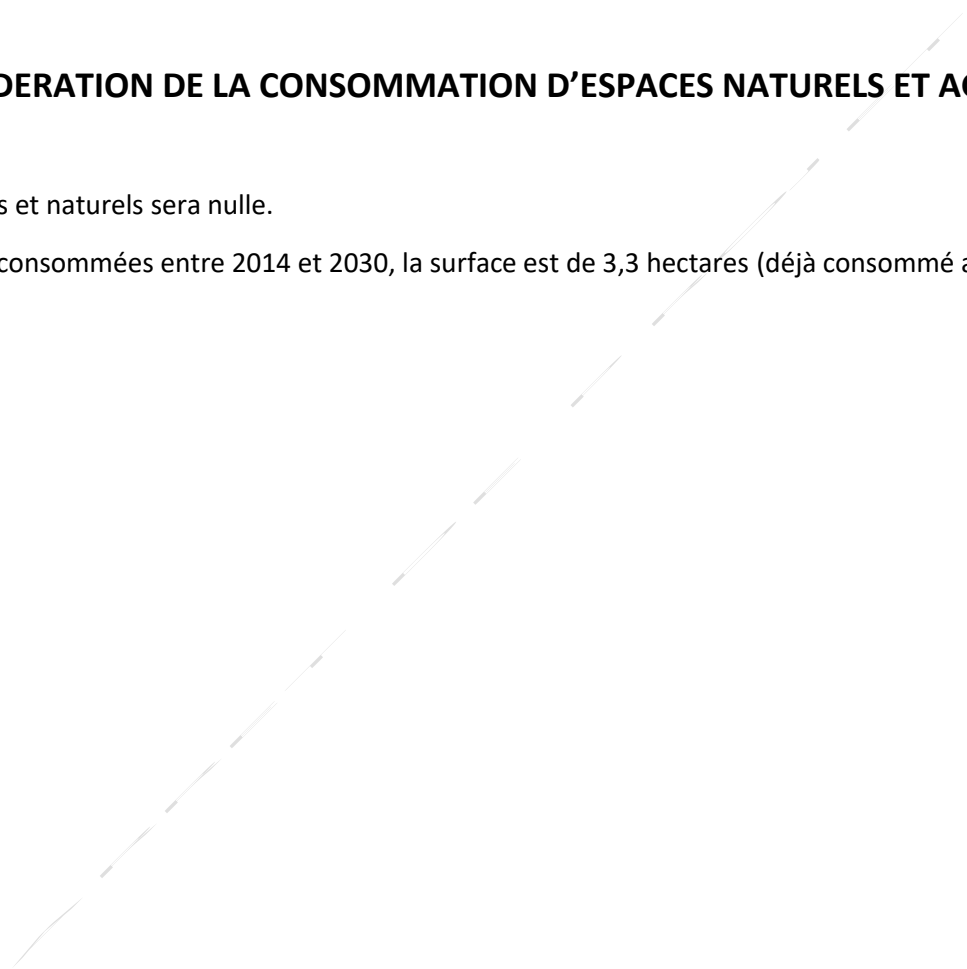 DERATION DE LA CONSOMMATION D’ESPACES NATURELS ET
s et naturels sera nulle.
consommées entre 2014 et 2030, la surface est de 3,3 hectares (déjà consommé